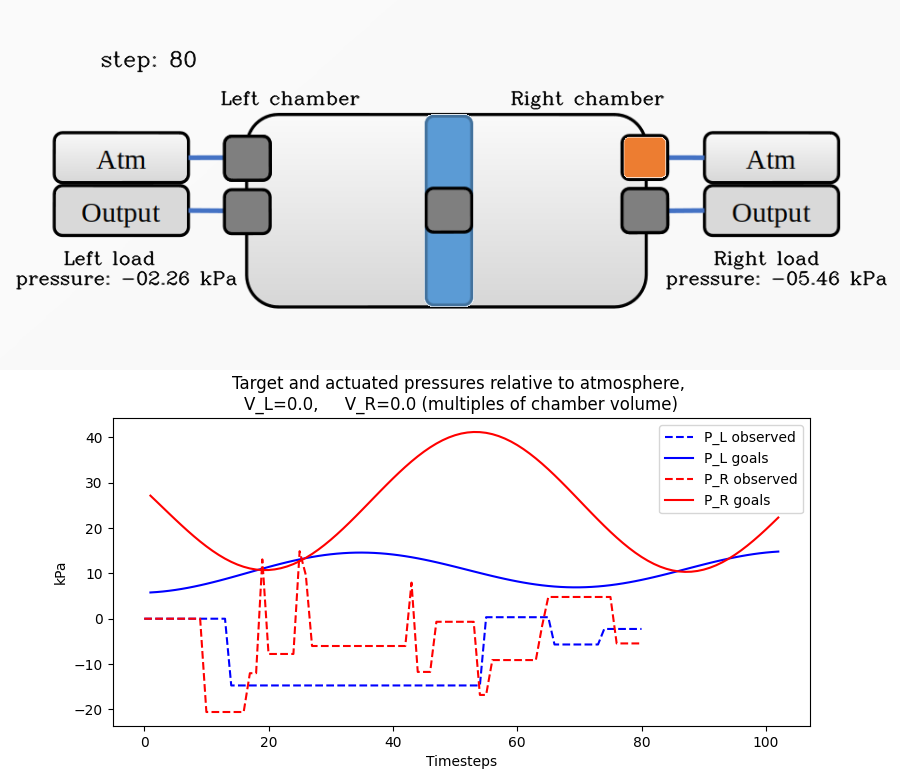 step: 80
Left chamber
Right chamber
Atm
Atm
Output
Output
Left load
pressure: -02.26 kPa
Right load
pressure: -05.46 kPa
Target and actuated pressures relative to atmosphere,
V_L=0.0, V_R=0.0 (multiples of chamber volume)
P_L observed
P_L goals
P_R observed
P_R goals
kPa
40
30
20
10
0
−10
−20
0
20
40
60
80
100
Timesteps